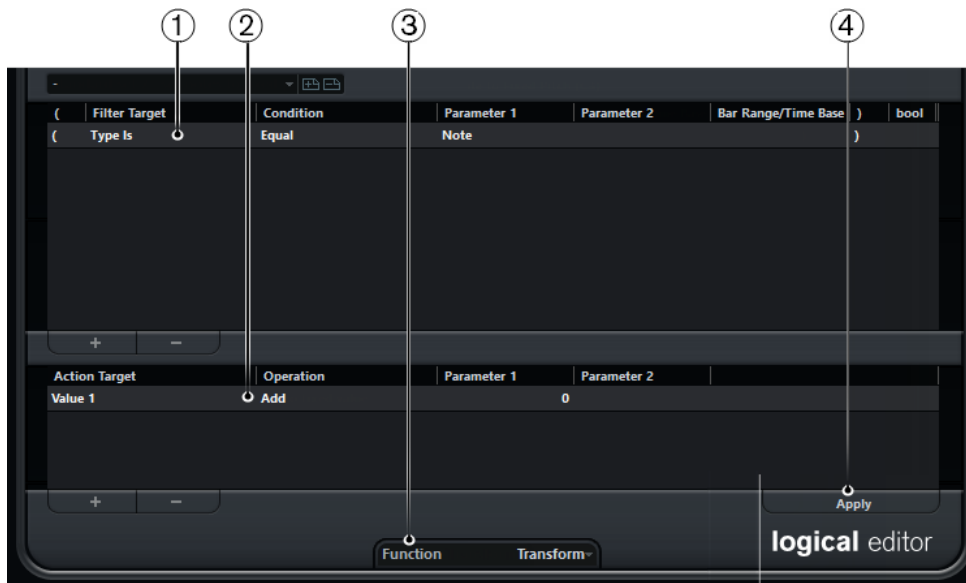 1 2 3 4
-
( Filter Target Condition Parameter 1 Parameter 2 Bar Range/Time Base ) bool
( Type Is Equal Note )
+ −
Action Target Operation Parameter 1 Parameter 2
Value 1 Add 0
+ −
Apply
logical editor
Function Transform